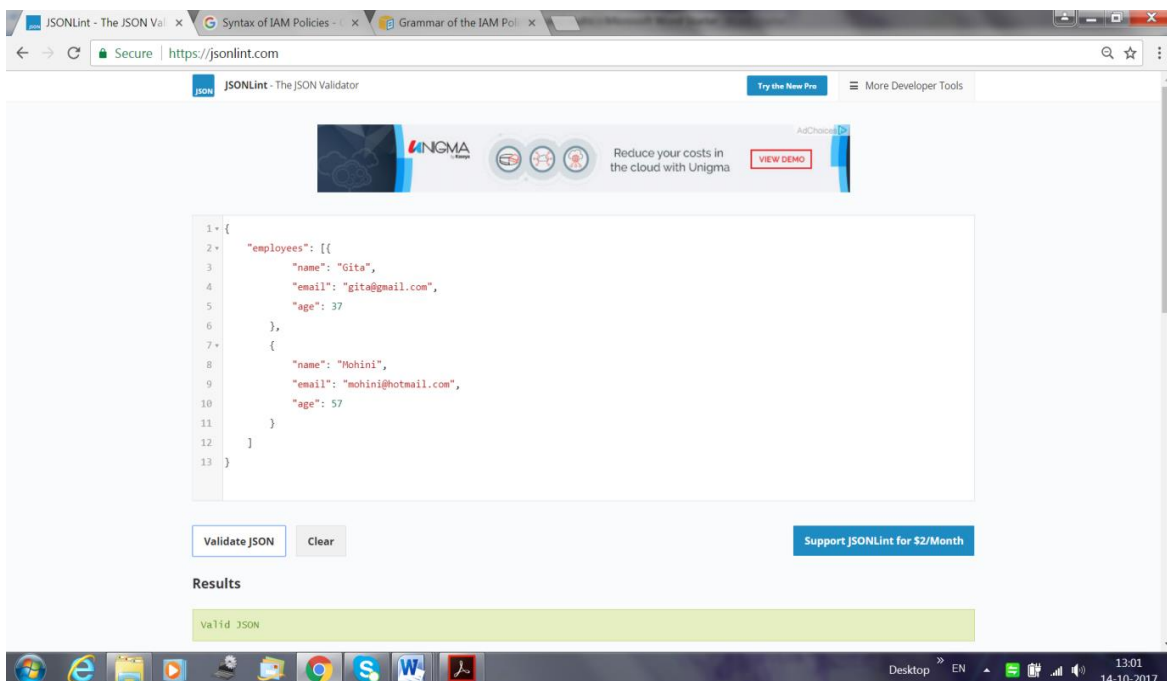 JSONLint - The JSON Val
Syntax of IAM Policies -
Grammar of the IAM Pol
Secure https://jsonlint.com
JSON JSONLint - The JSON Validator Try the New Pro More Developer Tools
AdChoices
UNIGMA Reduce your costs in VIEW DEMO
by Kaseya the cloud with Unigma
1 {
2 "employees": [{
3 "name": "Gita",
4 "email": "gita@gmail.com",
5 "age": 37
6 },
7 {
8 "name": "Mohini",
9 "email": "mohini@hotmail.com",
10 "age": 57
11 }
12 ]
13 }
Validate JSON Clear Support JSONLint for $2/Month
Results
Valid JSON
Desktop EN 13:01
14-10-2017